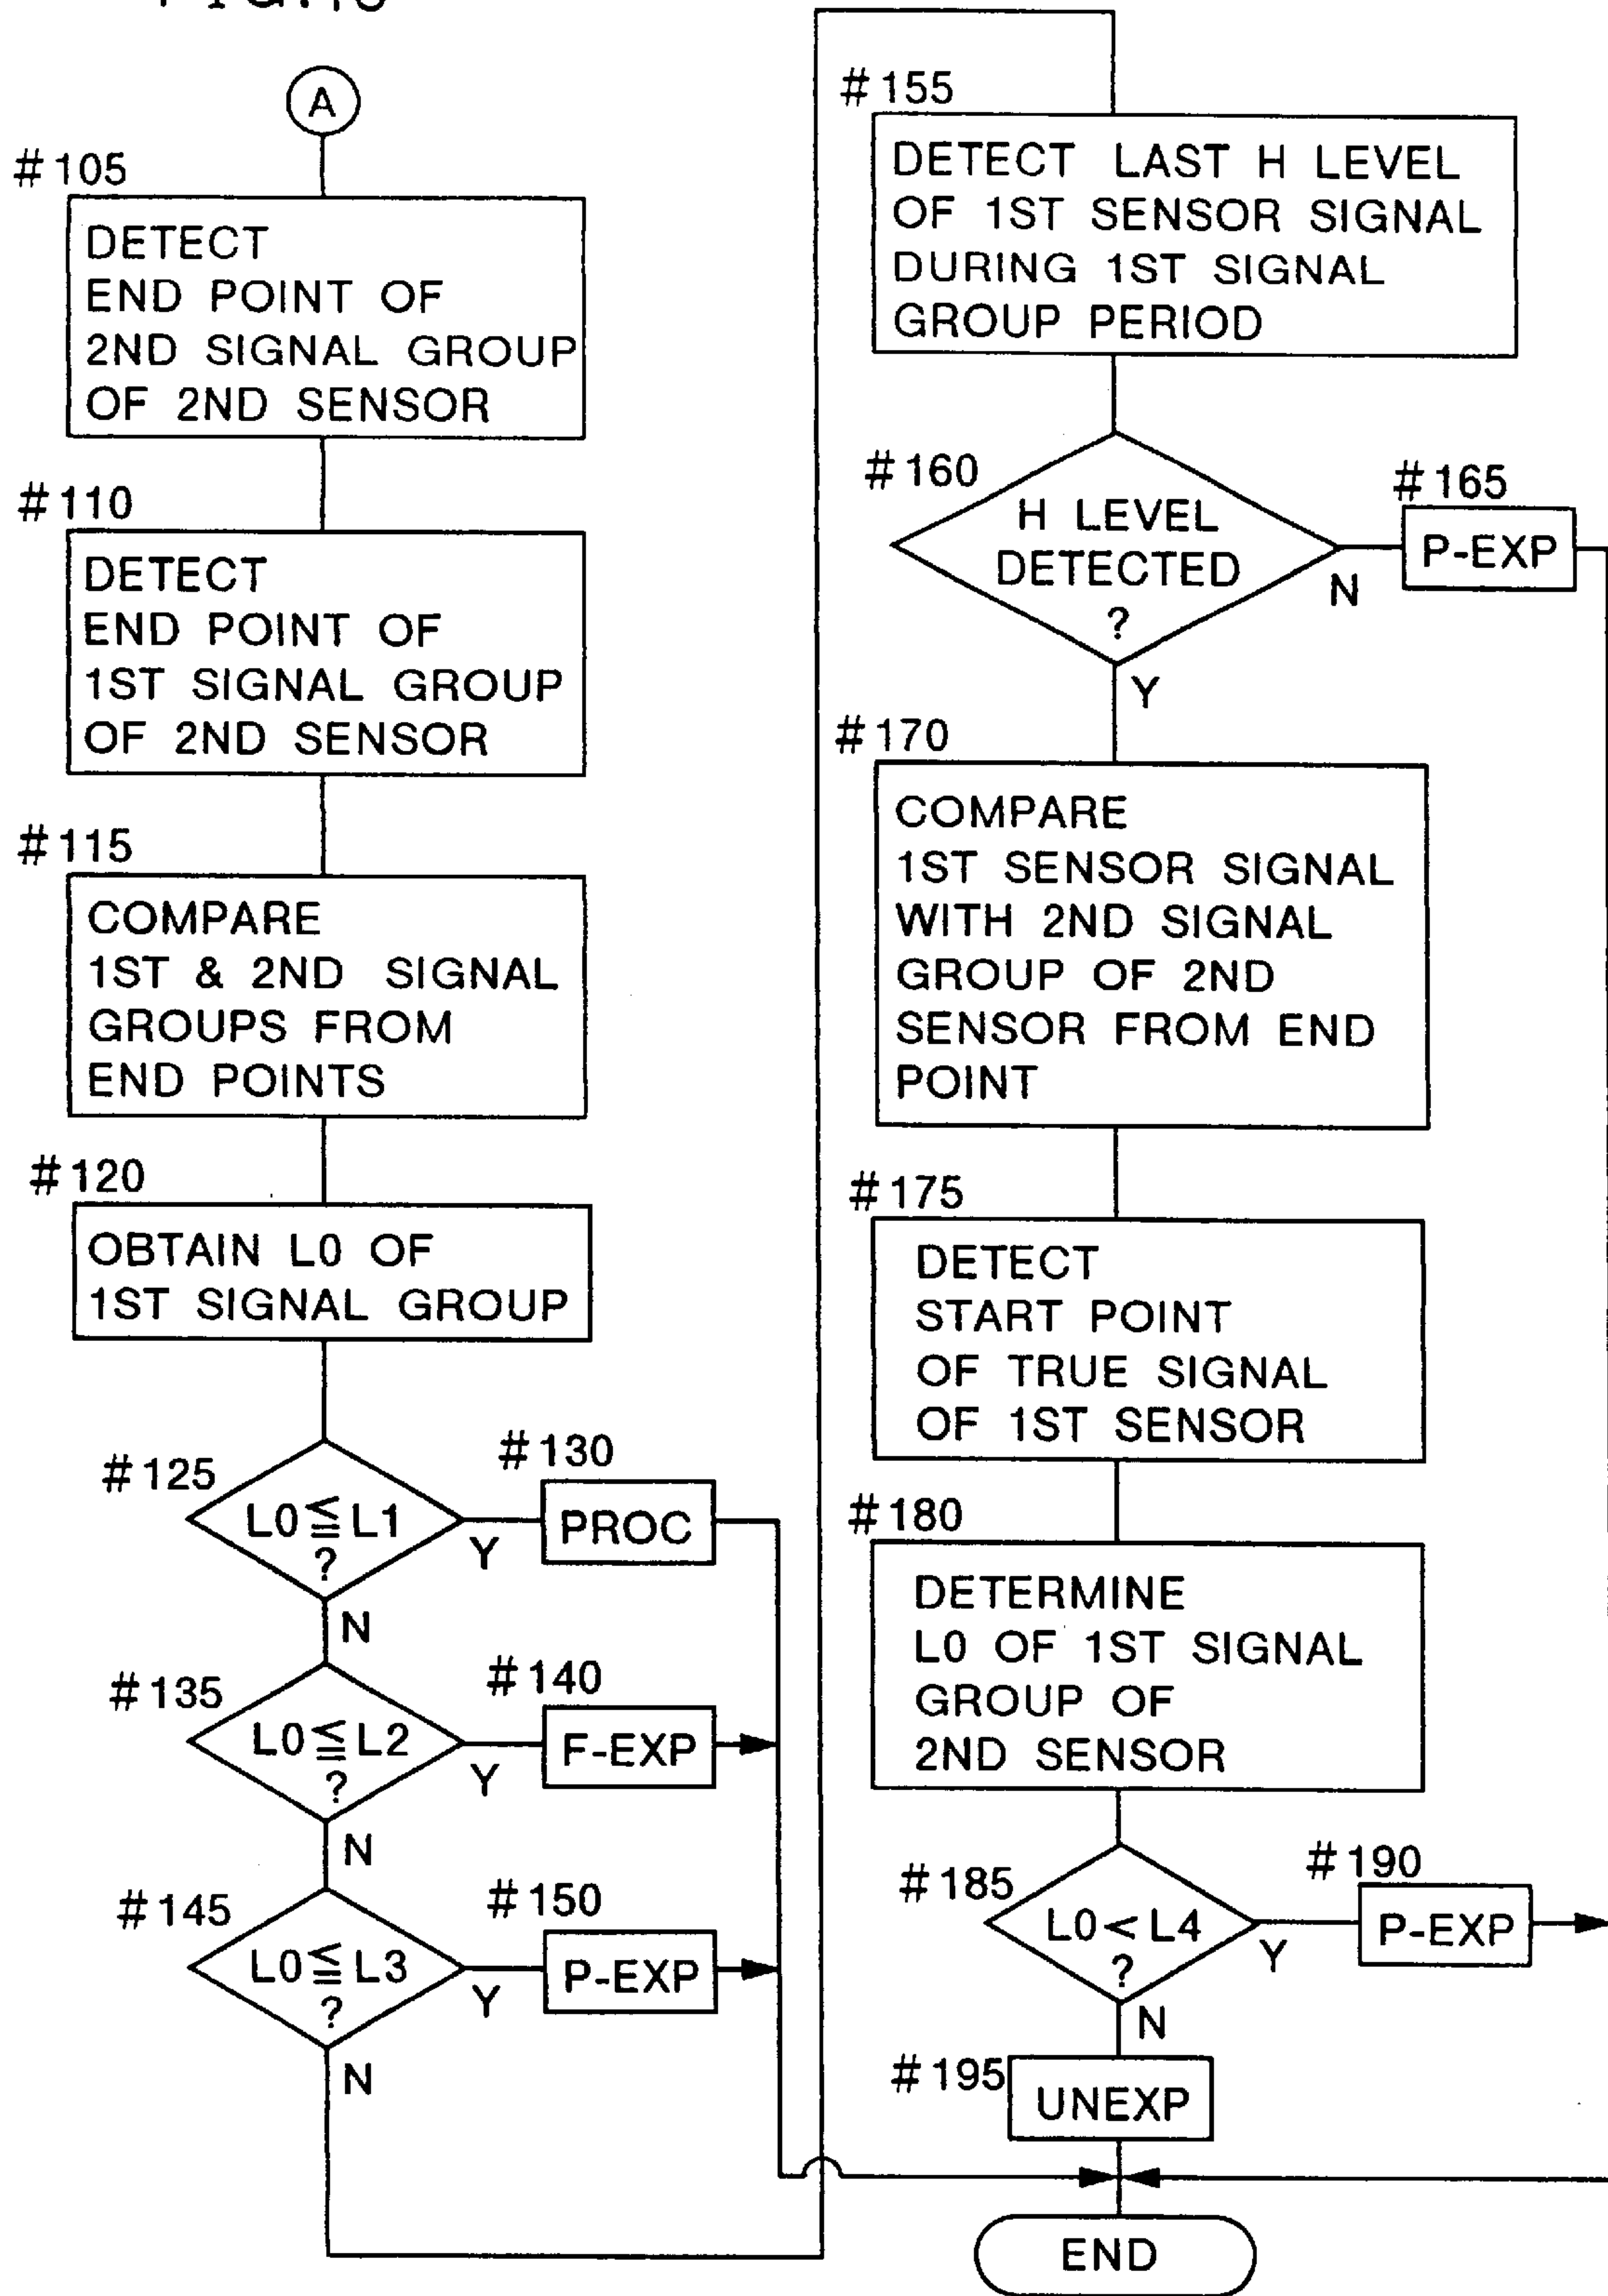 A
#105
DETECT
END POINT OF
2ND SIGNAL GROUP
OF 2ND SENSOR
#110
DETECT
END POINT OF
1ST SIGNAL GROUP
OF 2ND SENSOR
#115
COMPARE
1ST & 2ND SIGNAL
GROUPS FROM
END POINTS
#120
OBTAIN L0 OF
1ST SIGNAL GROUP
#125
L0≦L1
?
Y
N
#130
PROC
#135
L0≦L2
?
Y
N
#140
F-EXP
#145
L0≦L3
?
Y
N
#150
P-EXP
#155
DETECT LAST H LEVEL
OF 1ST SENSOR SIGNAL
DURING 1ST SIGNAL
GROUP PERIOD
#160
H LEVEL
DETECTED
?
N
Y
#165
P-EXP
#170
COMPARE
1ST SENSOR SIGNAL
WITH 2ND SIGNAL
GROUP OF 2ND
SENSOR FROM END
POINT
#175
DETECT
START POINT
OF TRUE SIGNAL
OF 1ST SENSOR
#180
DETERMINE
L0 OF 1ST SIGNAL
GROUP OF
2ND SENSOR
#185
L0<L4
?
Y
N
#190
P-EXP
#195
UNEXP
END